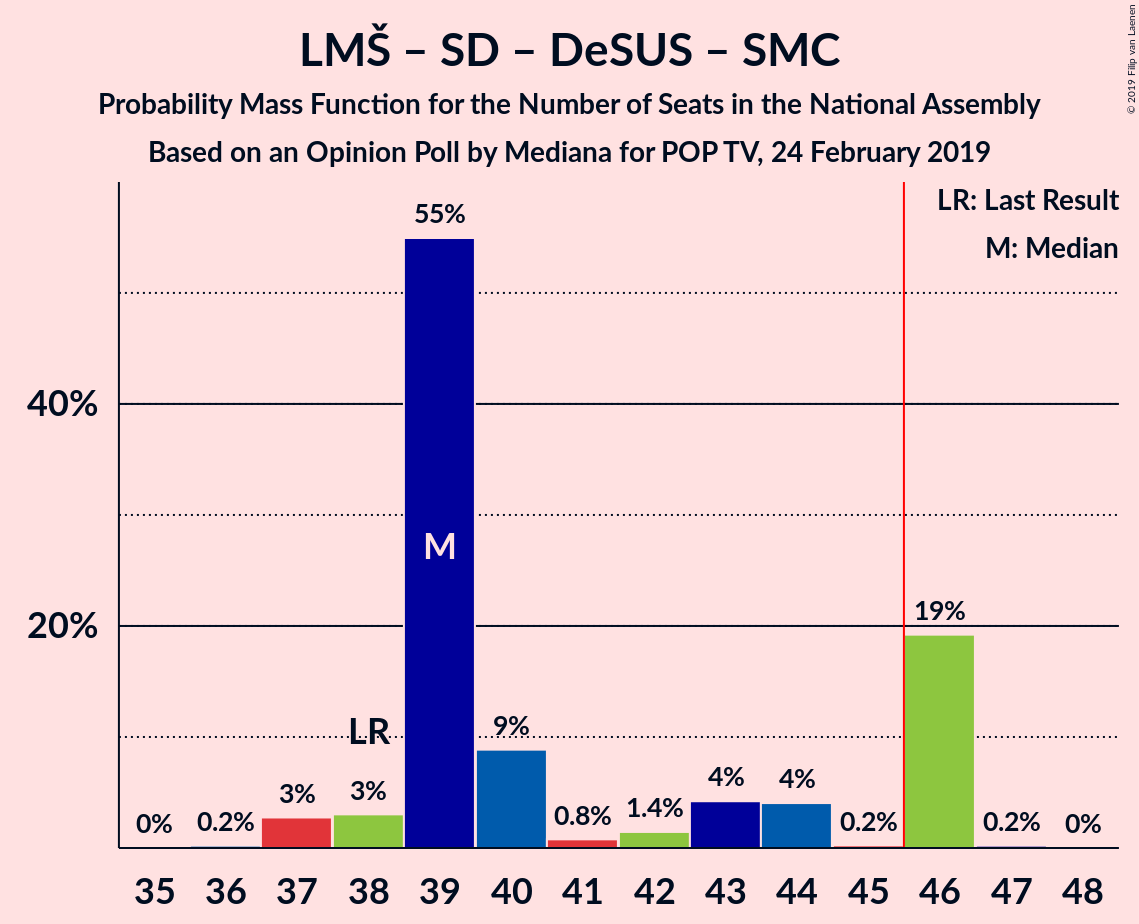 LMŠ – SD – DeSUS – SMC
Probability Mass Function for the Number of Seats in the National Assembly
Based on an Opinion Poll by Mediana for POP TV, 24 February 2019
© 2019 Filip van Laenen
LR: Last Result
M: Median
55%
40%
M
19%
20%
LR
9%
3%
3%
4%
4%
0%
0.2%
0.8%
1.4%
0.2%
0.2%
0%
35 36 37 38 39 40 41 42 43 44 45 46 47 48